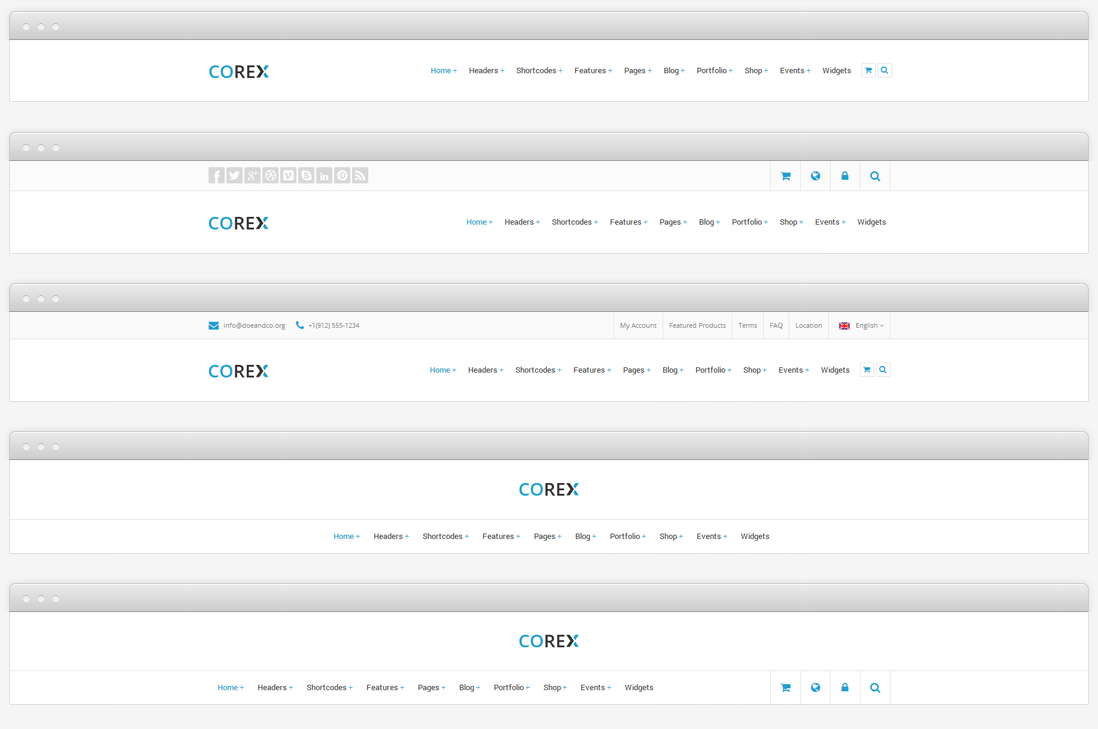 COREX Home + Headers + Shortcodes + Features + Pages + Blog + Portfolio + Shop + Events + Widgets
COREX Home + Headers + Shortcodes + Features + Pages + Blog + Portfolio + Shop + Events + Widgets
info@doeandco.org +1(912) 555-1234 My Account Featured Products Terms FAQ Location English
COREX Home + Headers + Shortcodes + Features + Pages + Blog + Portfolio + Shop + Events + Widgets
COREX
Home + Headers + Shortcodes + Features + Pages + Blog + Portfolio + Shop + Events + Widgets
COREX
Home + Headers + Shortcodes + Features + Pages + Blog + Portfolio + Shop + Events + Widgets